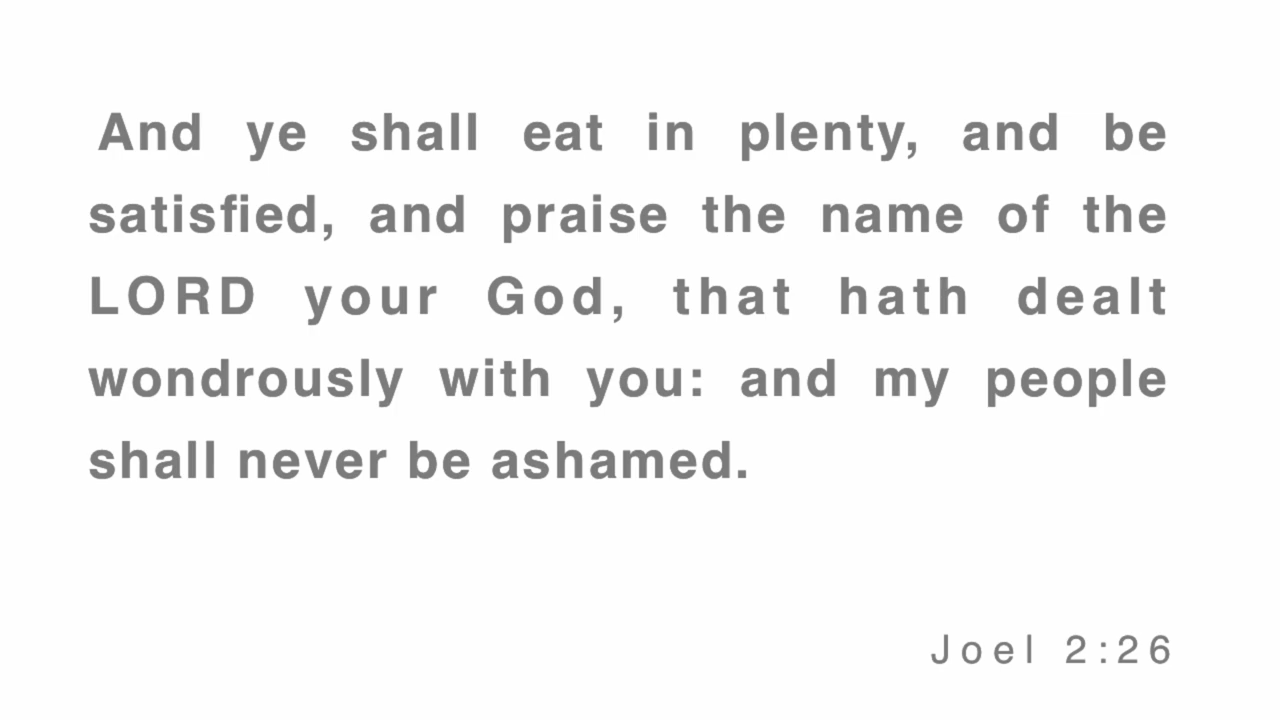 And ye shall eat in plenty, and be
satisfied, and praise the name of the
LORD your God, that hath dealt
wondrously with you: and my people
shall never be ashamed.
Joel 2:26